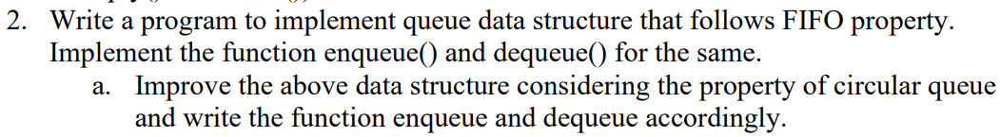 2. Write a program to implement queue data structure that follows FIFO property.
Implement the function enqueue() and dequeue() for the same.
a. Improve the above data structure considering the property of circular queue
and write the function enqueue and dequeue accordingly.